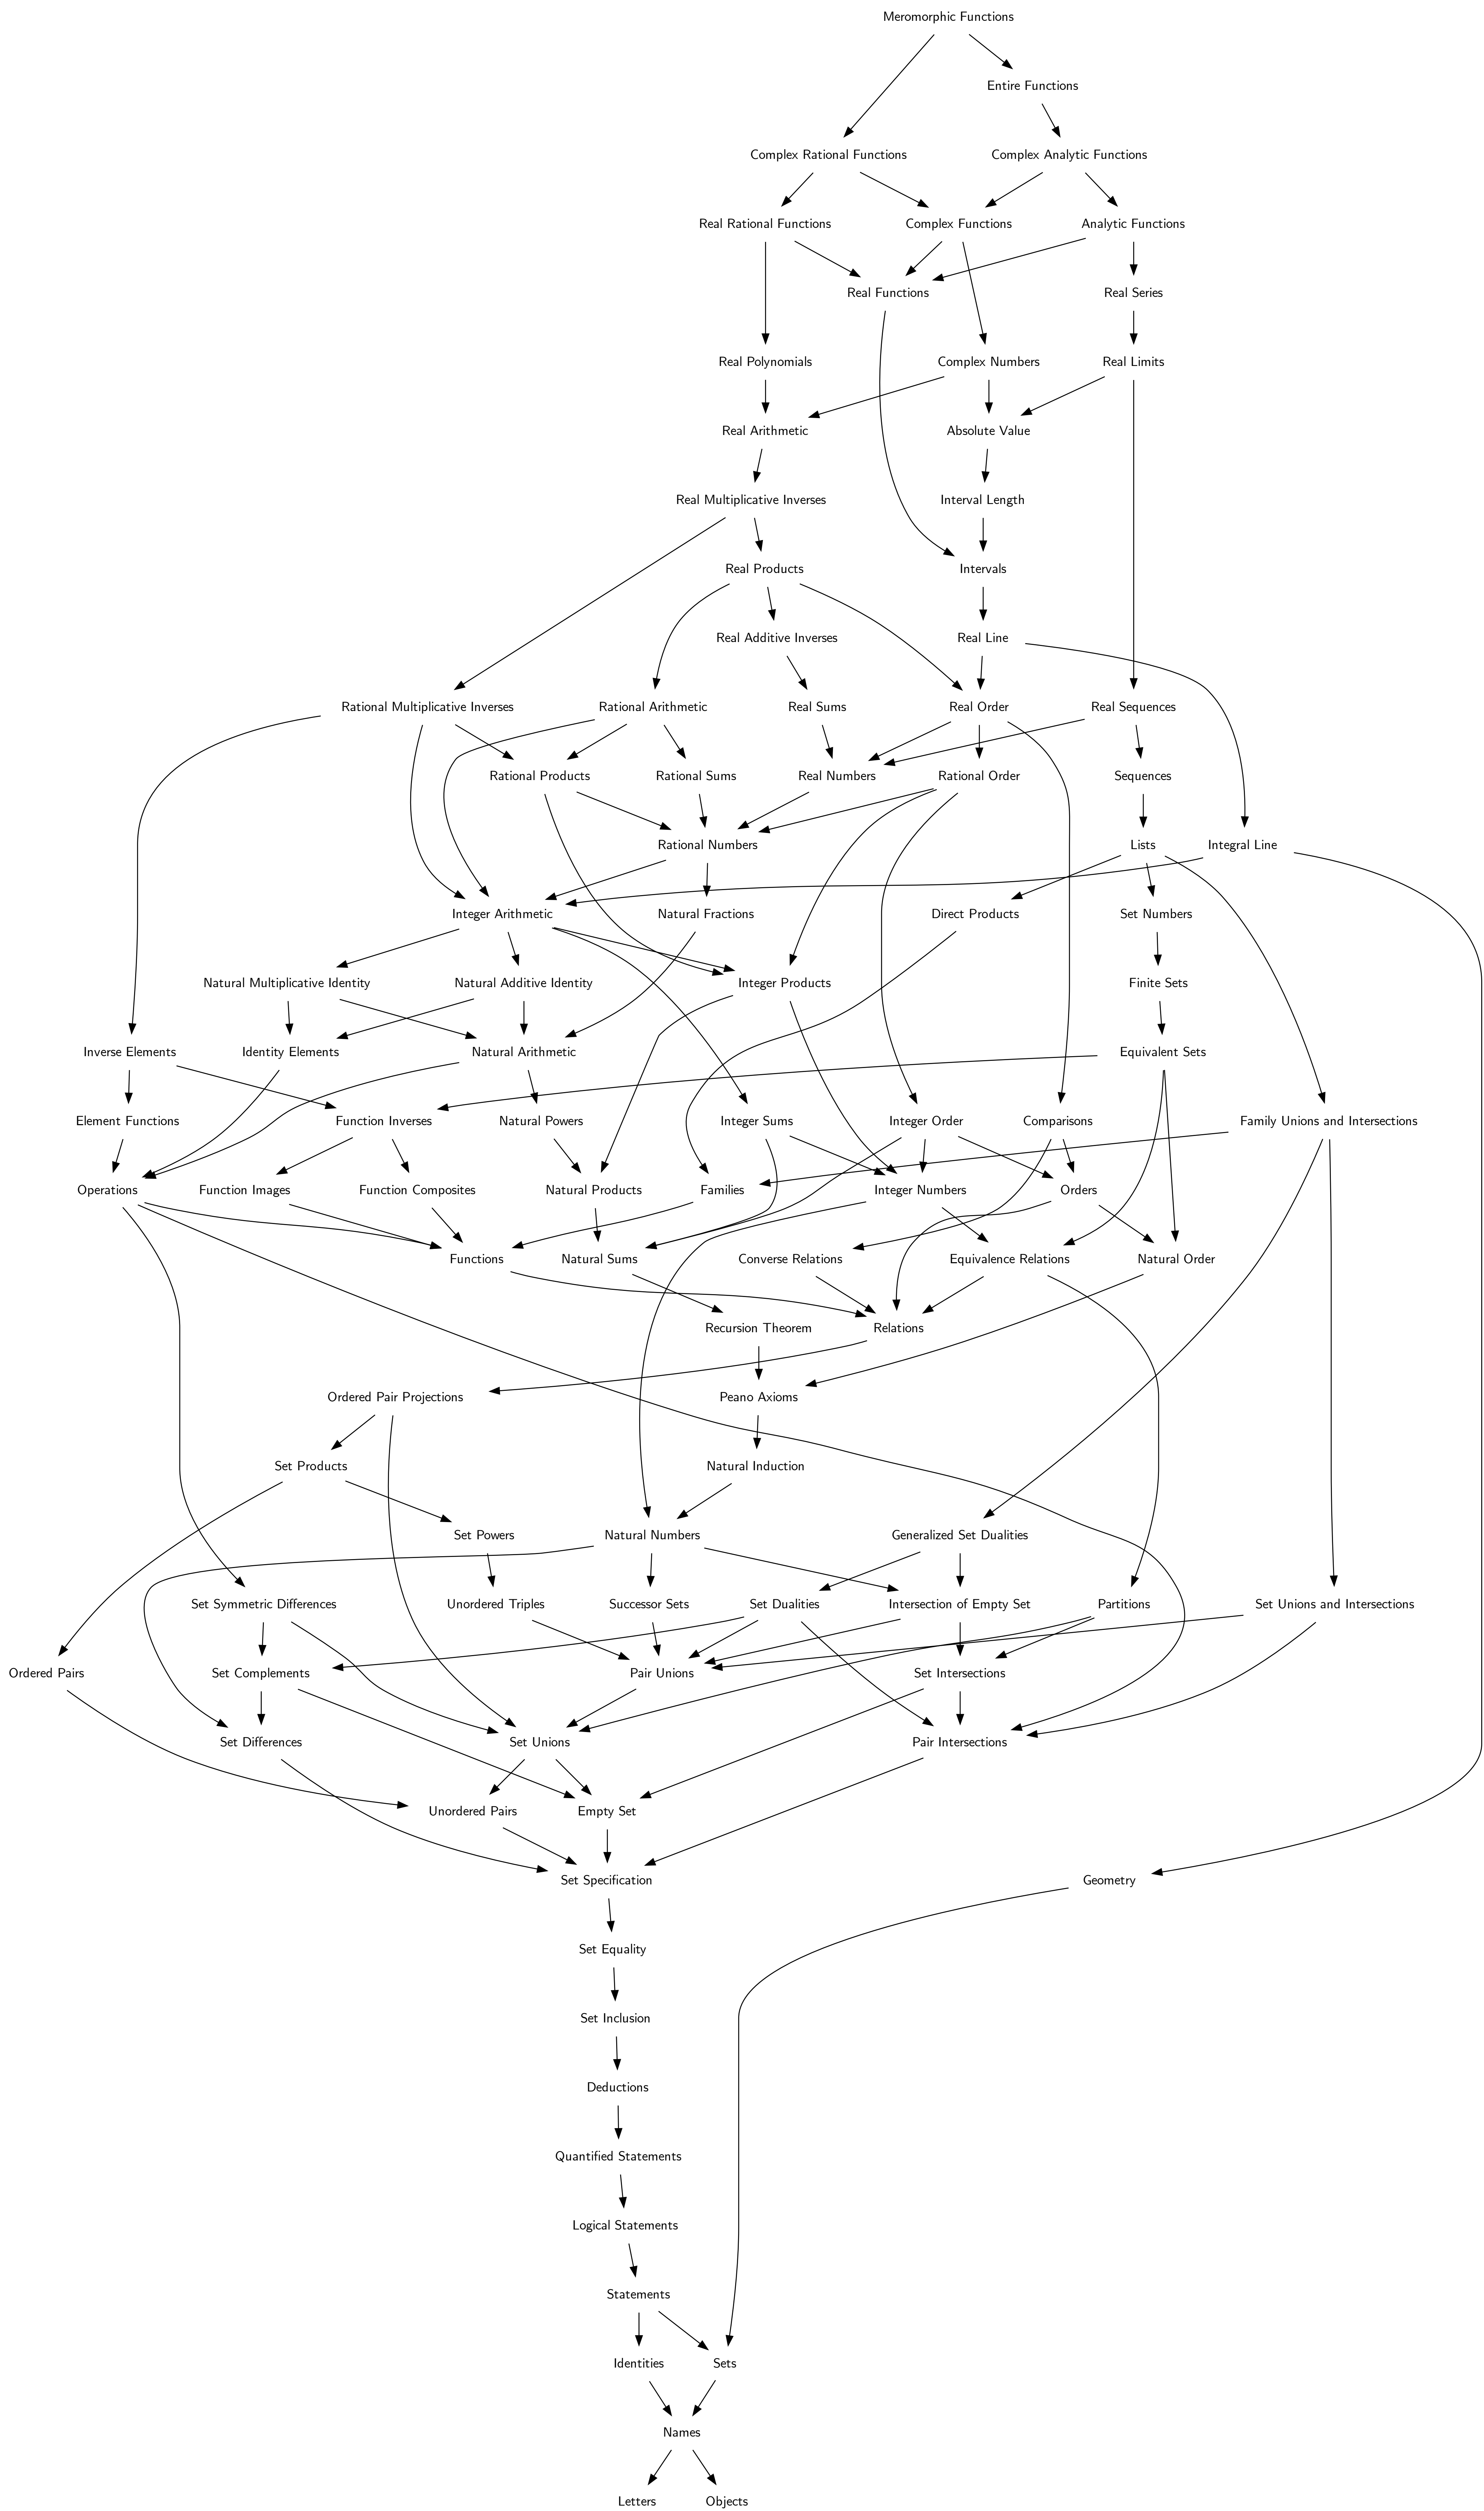 Meromorphic Functions
Entire Functions
Complex Rational Functions
Complex Analytic Functions
Real Rational Functions
Complex Functions
Analytic Functions
Real Functions
Real Series
Real Polynomials
Complex Numbers
Real Limits
Real Arithmetic
Absolute Value
Real Multiplicative Inverses
Interval Length
Real Products
Intervals
Real Additive Inverses
Real Line
Rational Multiplicative Inverses
Rational Arithmetic
Real Sums
Real Order
Real Sequences
Rational Products
Rational Sums
Real Numbers
Rational Order
Sequences
Rational Numbers
Lists
Integral Line
Integer Arithmetic
Natural Fractions
Direct Products
Set Numbers
Natural Multiplicative Identity
Natural Additive Identity
Integer Products
Finite Sets
Inverse Elements
Identity Elements
Natural Arithmetic
Equivalent Sets
Element Functions
Function Inverses
Natural Powers
Integer Sums
Integer Order
Comparisons
Family Unions and Intersections
Operations
Function Images
Function Composites
Natural Products
Families
Integer Numbers
Orders
Functions
Natural Sums
Converse Relations
Equivalence Relations
Natural Order
Recursion Theorem
Relations
Ordered Pair Projections
Peano Axioms
Set Products
Natural Induction
Set Powers
Natural Numbers
Generalized Set Dualities
Set Symmetric Differences
Unordered Triples
Successor Sets
Set Dualities
Intersection of Empty Set
Partitions
Set Unions and Intersections
Ordered Pairs
Set Complements
Pair Unions
Set Intersections
Set Differences
Set Unions
Pair Intersections
Unordered Pairs
Empty Set
Set Specification
Geometry
Set Equality
Set Inclusion
Deductions
Quantified Statements
Logical Statements
Statements
Identities
Sets
Names
Letters
Objects